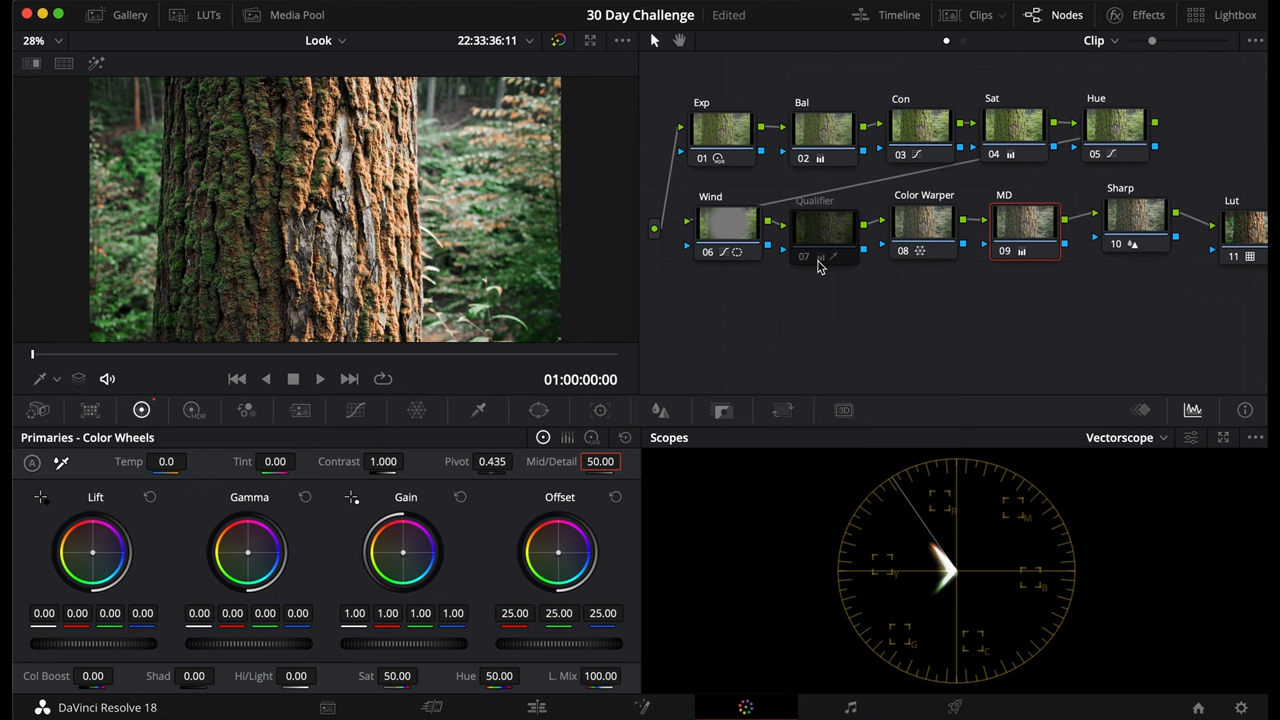 Gallery LUTs Media Pool 30 Day Challenge Edited Timeline Clips Nodes Effects Lightbox
28% Look 22:33:36:11 Clip
Exp Bal Con Sat Hue
01 HDR 02 03 04 05
Wind Qualifier Color Warper MD Sharp Lut
06 07 08 09 10 11
01:00:00:00
HDR 3D
Primaries - Color Wheels Scopes Vectorscope
A Temp 0.0 Tint 0.00 Contrast 1.000 Pivot 0.435 Mid/Detail 50.00
Lift Gamma Gain Offset
R M
Y B
G C
0.00 0.00 0.00 0.00 0.00 0.00 0.00 0.00 1.00 1.00 1.00 1.00 25.00 25.00 25.00
Col Boost 0.00 Shad 0.00 Hi/Light 0.00 Sat 50.00 Hue 50.00 L. Mix 100.00
DaVinci Resolve 18